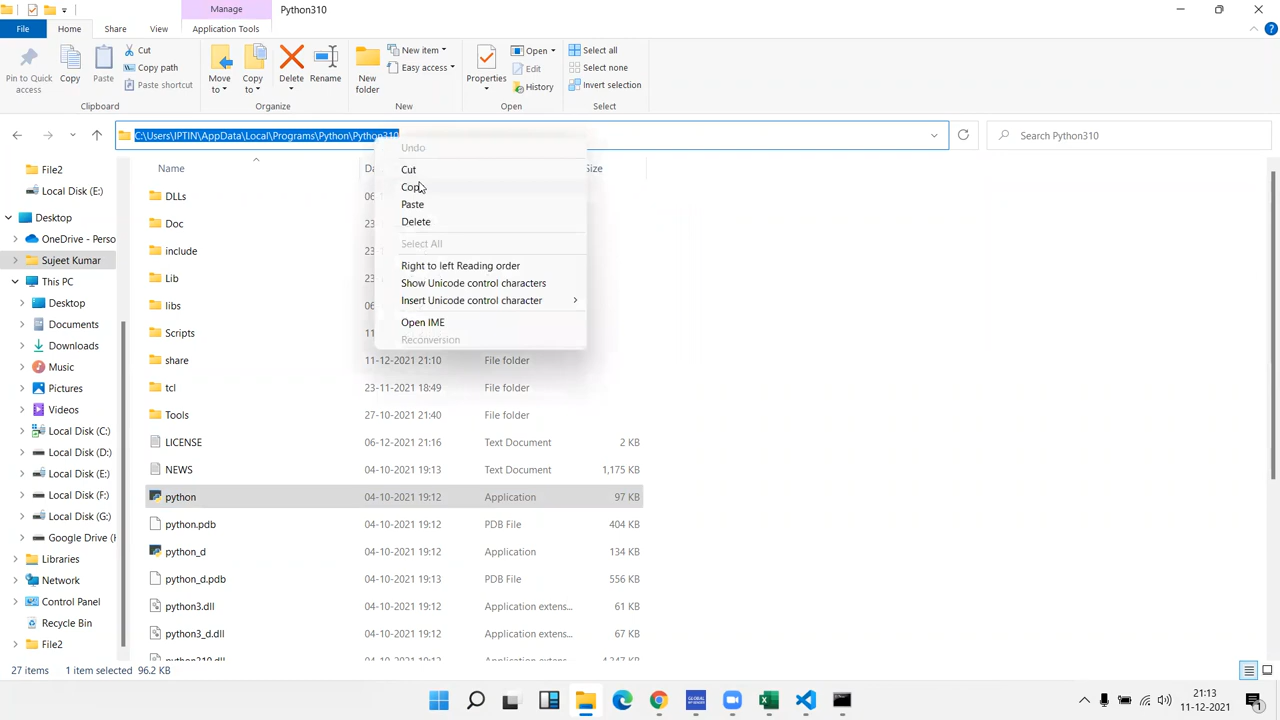 Manage
Python310
File
Home
Share
View
Application Tools
Pin to Quick access
Copy
Paste
Cut
Copy path
Paste shortcut
Clipboard
Move to
Copy to
Delete
Rename
Organize
New folder
New item
Easy access
New
Properties
Open
Edit
History
Open
Select all
Select none
Invert selection
Select
C:\Users\IPTIN\AppData\Local\Programs\Python\Python310
Search Python310
File2
Local Disk (E:)
Desktop
OneDrive - Perso
Sujeet Kumar
This PC
Desktop
Documents
Downloads
Music
Pictures
Videos
Local Disk (C:)
Local Disk (D:)
Local Disk (E:)
Local Disk (F:)
Local Disk (G:)
Google Drive (H
Libraries
Network
Control Panel
Recycle Bin
File2
Name
Size
DLLs
Doc
include
Lib
libs
Scripts
share 11-12-2021 21:10 File folder
tcl 23-11-2021 18:49 File folder
Tools 27-10-2021 21:40 File folder
LICENSE 06-12-2021 21:16 Text Document 2 KB
NEWS 04-10-2021 19:13 Text Document 1,175 KB
python 04-10-2021 19:12 Application 97 KB
python.pdb 04-10-2021 19:12 PDB File 404 KB
python_d 04-10-2021 19:12 Application 134 KB
python_d.pdb 04-10-2021 19:13 PDB File 556 KB
python3.dll 04-10-2021 19:12 Application extens... 61 KB
python3_d.dll 04-10-2021 19:12 Application extens... 67 KB
Undo
Cut
Copy
Paste
Delete
Select All
Right to left Reading order
Show Unicode control characters
Insert Unicode control character
Open IME
Reconversion
27 items
1 item selected 96.2 KB
21:13
11-12-2021